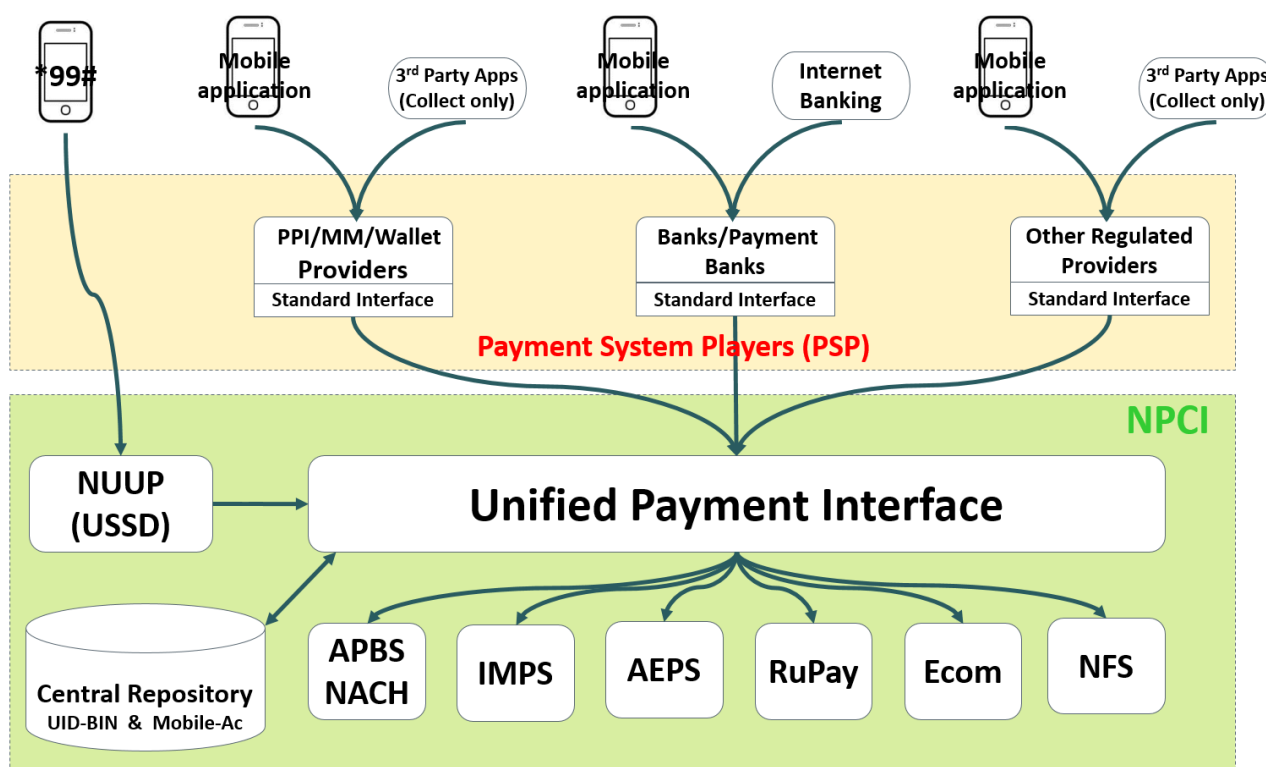 *99#
Mobile
application
3rd Party Apps
(Collect only)
Mobile
application
Internet
Banking
Mobile
application
3rd Party Apps
(Collect only)
PPI/MM/Wallet
Providers
Standard Interface
Banks/Payment
Banks
Standard Interface
Other Regulated
Providers
Standard Interface
Payment System Players (PSP)
NPCI
NUUP
(USSD)
Unified Payment Interface
Central Repository
UID-BIN & Mobile-Ac
APBS
NACH
IMPS
AEPS
RuPay
Ecom
NFS